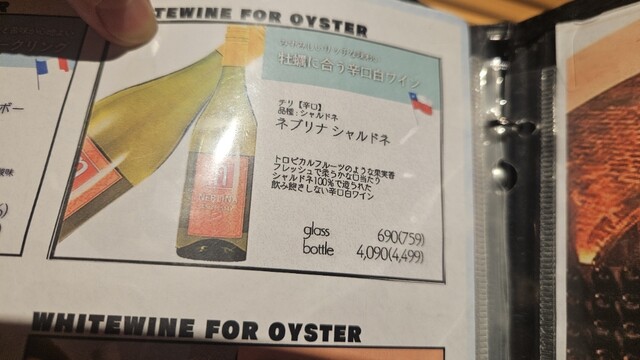 TEWINE FOR OYSTER
牡蠣に合う辛口白ワイン
チリ【辛口】
品種:シャルドネ
ネブリナ シャルドネ
トロピカルフルーツのような果実香
フレッシュで柔らかな口当たり
シャルドネ100%で造られた
飲み飽きしない辛口白ワイン
NEBLINA
glass 690(759)
bottle 4,090(4,499)
WHITEWINE FOR OYSTER